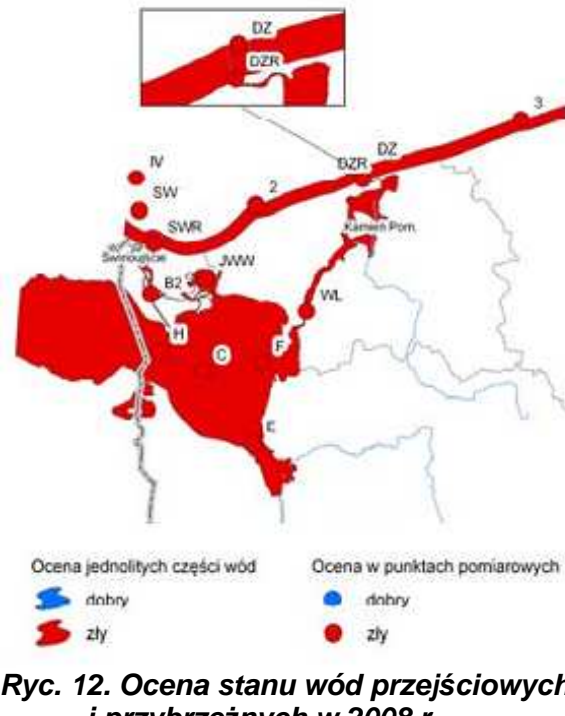 DZ
DZR
3
DZ
DZR
IV
SW
2
SWR
Kamień Pom.
Świnoujście
JWW
B2
WL
H
C
F
E
Ocena jednolitych części wód
Ocena w punktach pomiarowych
dobry
dobry
zły
zły
Ryc. 12. Ocena stanu wód przejściowych
i przybrzeżnych w 2008 r